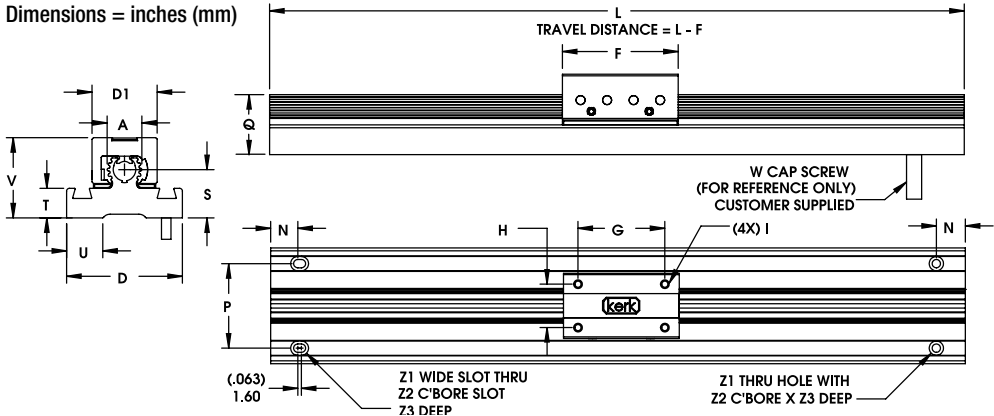 Dimensions = inches (mm)
L
TRAVEL DISTANCE = L - F
F
D1
A
Q
V
T
S
U
D
W CAP SCREW
(FOR REFERENCE ONLY)
CUSTOMER SUPPLIED
N
H
G
(4X) I
N
P
kerk
(.063)
1.60
Z1 WIDE SLOT THRU
Z2 C'BORE SLOT
Z3 DEEP
Z1 THRU HOLE WITH
Z2 C'BORE X Z3 DEEP